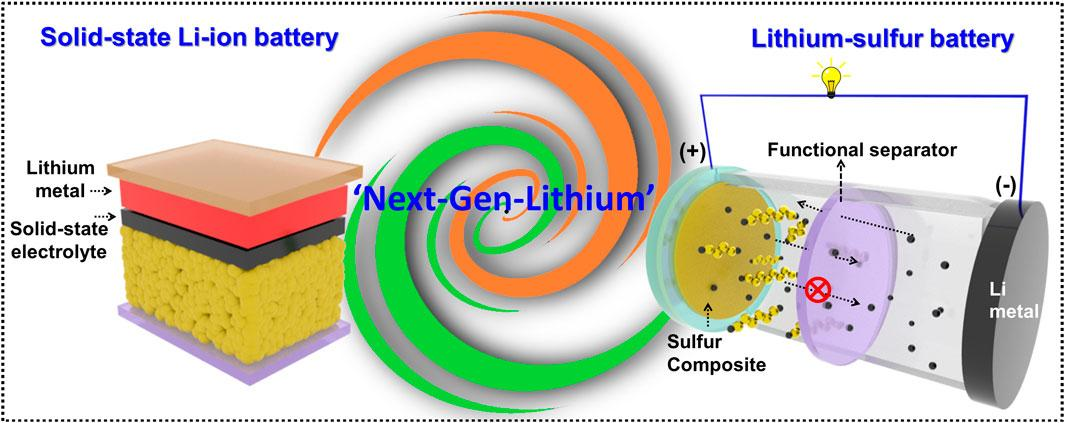 Solid-state Li-ion battery
Lithium-sulfur battery
Lithium
metal
Solid-state
electrolyte
‘Next-Gen-Lithium’
(+)
Functional separator
(-)
Li
metal
Sulfur
Composite